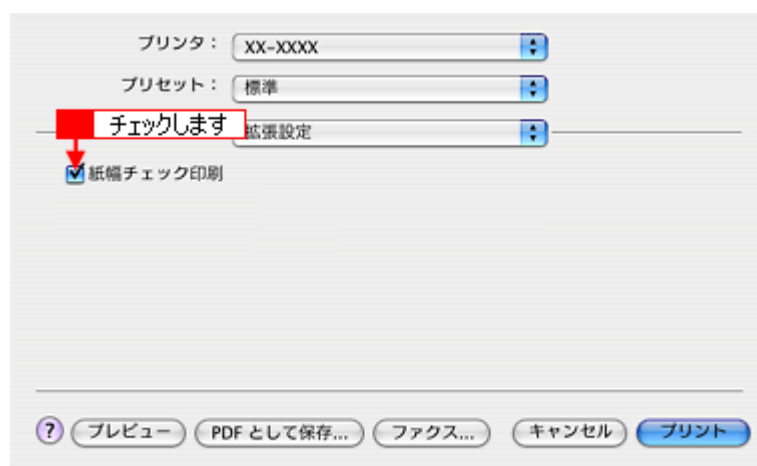 プリンタ： XX-XXXX
プリセット： 標準
チェックします 拡張設定
紙幅チェック印刷
? プレビュー PDF として保存... ファクス... キャンセル プリント